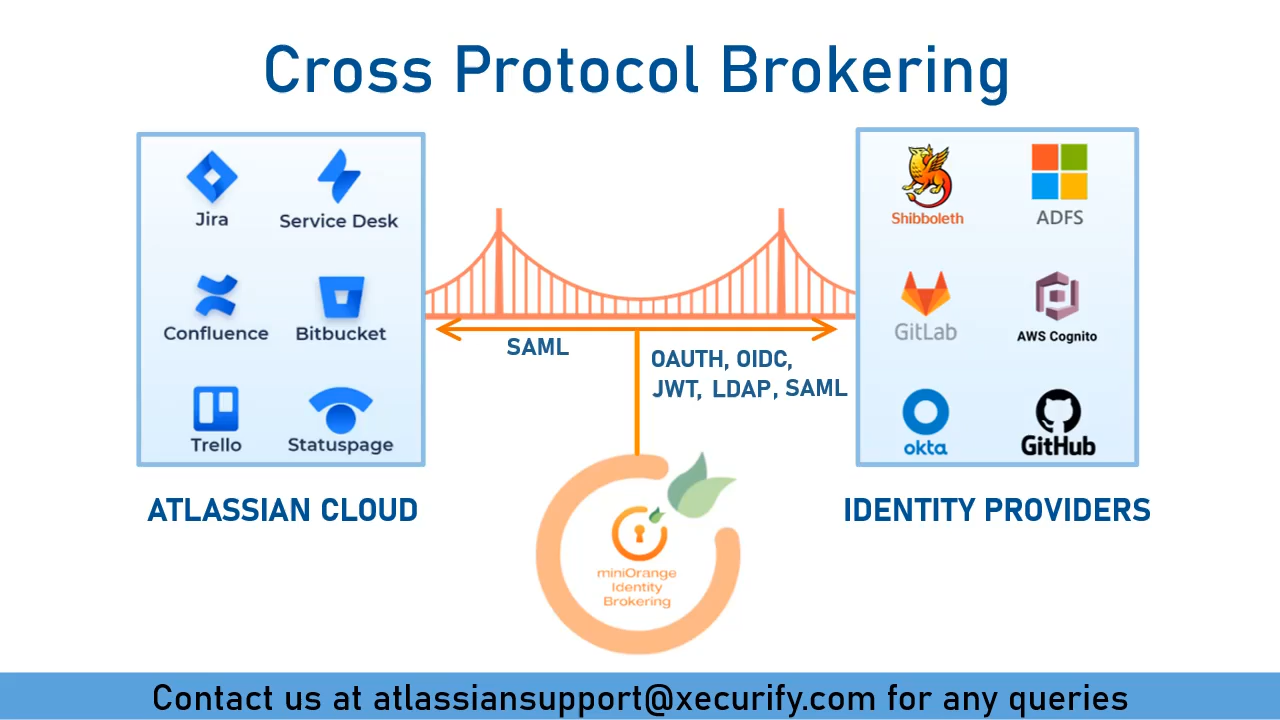 Cross Protocol Brokering
Jira
Service Desk
Confluence
Bitbucket
Trello
Statuspage
ATLASSIAN CLOUD
SAML
OAUTH, OIDC,
JWT, LDAP, SAML
miniOrange
Identity
Brokering
Shibboleth
ADFS
GitLab
AWS Cognito
okta
GitHub
IDENTITY PROVIDERS
Contact us at atlassiansupport@xecurify.com for any queries